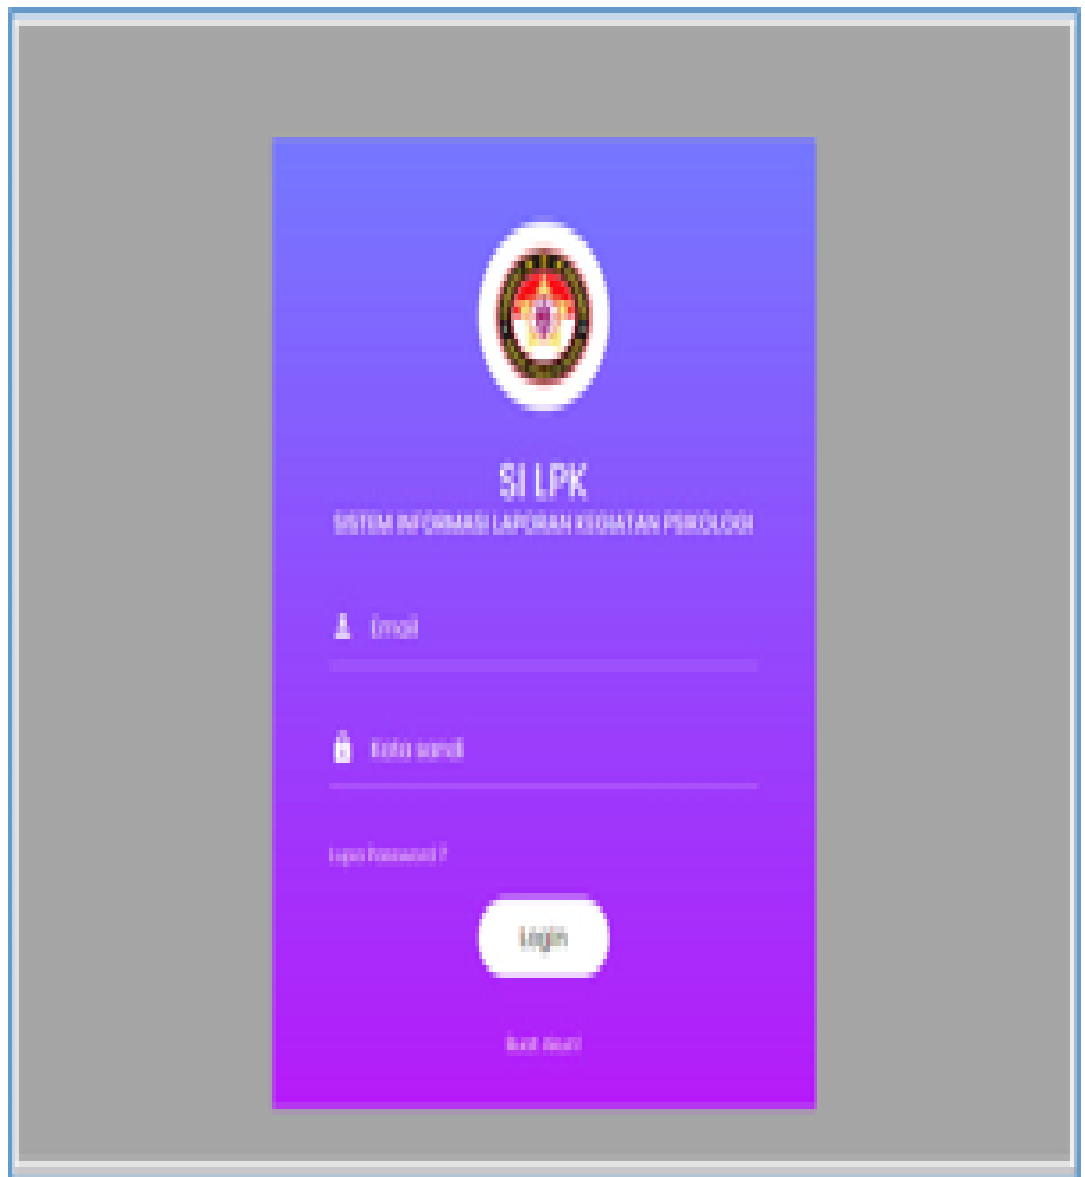 SI LPK
SISTEM INFORMASI LAPORAN KEGIATAN PSIKOLOGI
Email
Kata sandi
Lupa Password ?
Login
Buat Akun!